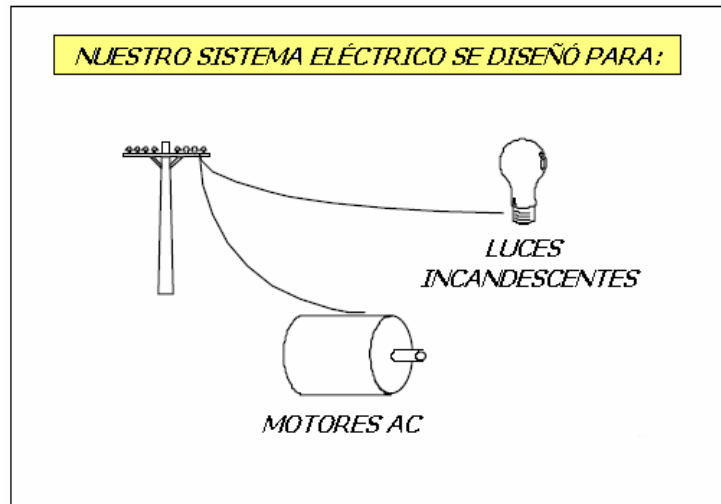 NUESTRO SISTEMA ELÉCTRICO SE DISEÑÓ PARA:
LUCES
INCANDESCENTES
MOTORES AC